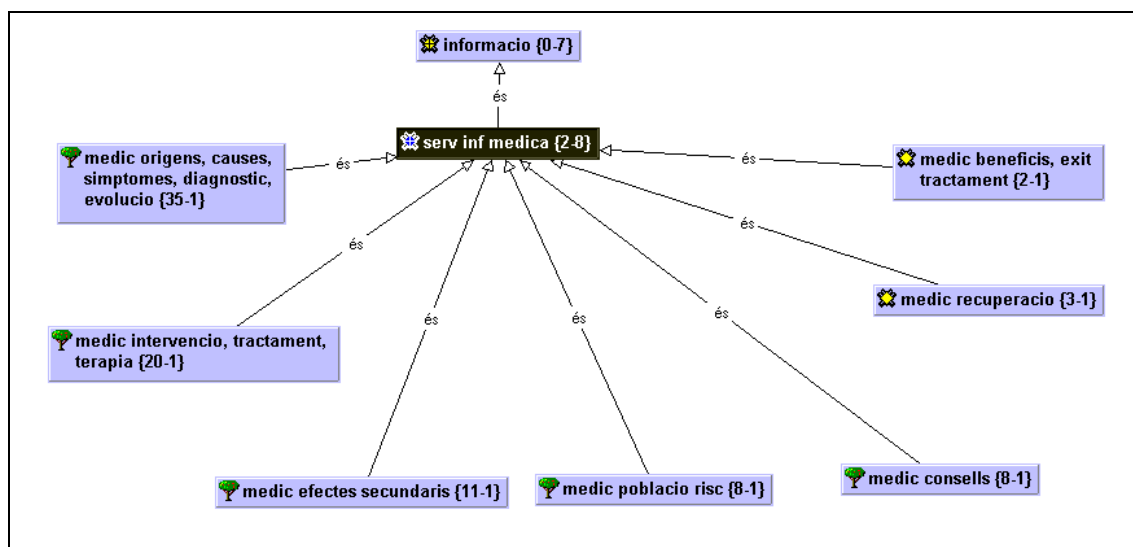 informacio {0-7}
és
serv inf medica {2-8}
medic origens, causes,
simptomes, diagnostic,
evolucio {35-1}
és
és
medic beneficis, exit
tractament {2-1}
és
és
medic recuperacio {3-1}
medic intervencio, tractament,
terapia {20-1}
és
és
és
medic efectes secundaris {11-1}
medic poblacio risc {8-1}
medic consells {8-1}